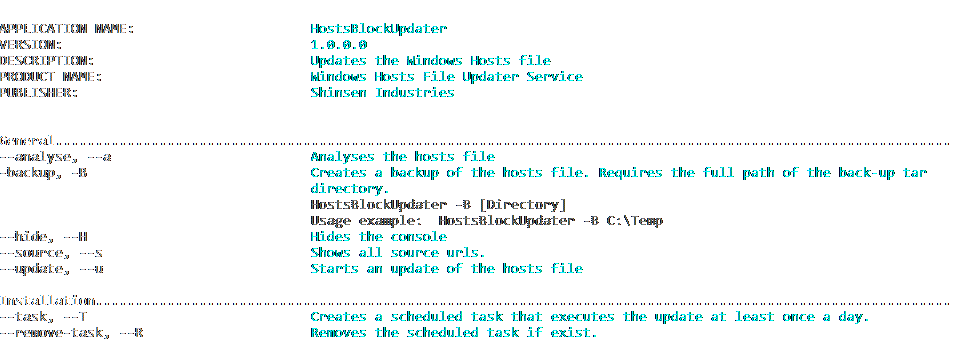 APPLICATION NAME: HostsBlockUpdater
VERSION: 1.0.0.0
DESCRIPTION: Updates the Windows Hosts file
PRODUCT NAME: Windows Hosts File Updater Service
PUBLISHER: Shinsen Industries
General
--analyse, --a Analyses the hosts file
-backup, -B Creates a backup of the hosts file. Requires the full path of the back-up tar
directory.
HostsBlockUpdater -B [Directory]
Usage example: HostsBlockUpdater -B C:\Temp
--hide, --H Hides the console
--source, --s Shows all source urls.
--update, --u Starts an update of the hosts file
Installation
--task, --T Creates a scheduled task that executes the update at least once a day.
--remove-task, --R Removes the scheduled task if exist.